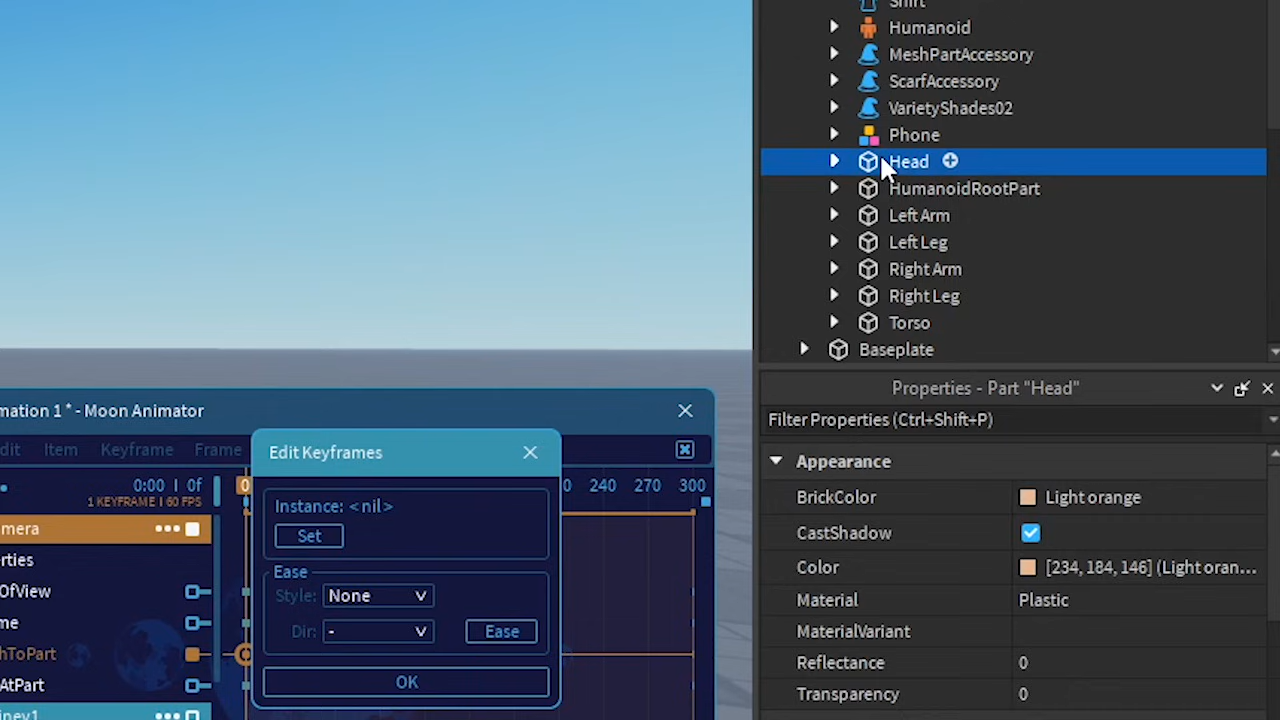 Shirt
Humanoid
MeshPartAccessory
ScarfAccessory
VarietyShades02
Phone
Head
HumanoidRootPart
Left Arm
Left Leg
Right Arm
Right Leg
Torso
Baseplate
Properties - Part "Head"
Filter Properties (Ctrl+Shift+P)
Appearance
BrickColor Light orange
CastShadow
Color [234, 184, 146] (Light oran...
Material Plastic
MaterialVariant
Reflectance 0
Transparency 0
mation 1 * - Moon Animator
dit Item Keyframe Frame
0:00 | 0f
1 KEYFRAME | 60 FPS
0 0 240 270 300
mera
rties
OfView
me
hToPart
AtPart
iney1
Edit Keyframes
Instance: <nil>
Set
Ease
Style: None
Dir: - Ease
OK